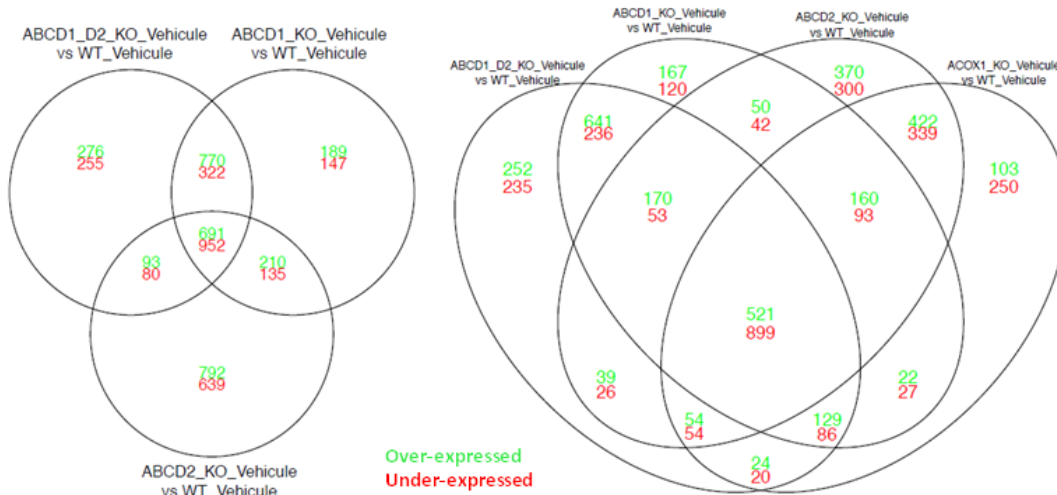 ABCD1_D2_KO_Vehicule
vs WT_Vehicule
ABCD1_KO_Vehicule
vs WT_Vehicule
276
255
770
322
189
147
691
952
93
80
210
135
792
639
ABCD2_KO_Vehicule
vs WT_Vehicule
Over-expressed
Under-expressed
ABCD1_D2_KO_Vehicule
vs WT_Vehicule
ABCD1_KO_Vehicule
vs WT_Vehicule
ABCD2_KO_Vehicule
vs WT_Vehicule
ACOX1_KO_Vehicule
vs WT_Vehicule
167
120
370
300
50
42
641
236
422
339
252
235
103
250
170
53
160
93
521
899
39
26
22
27
54
54
129
86
24
20